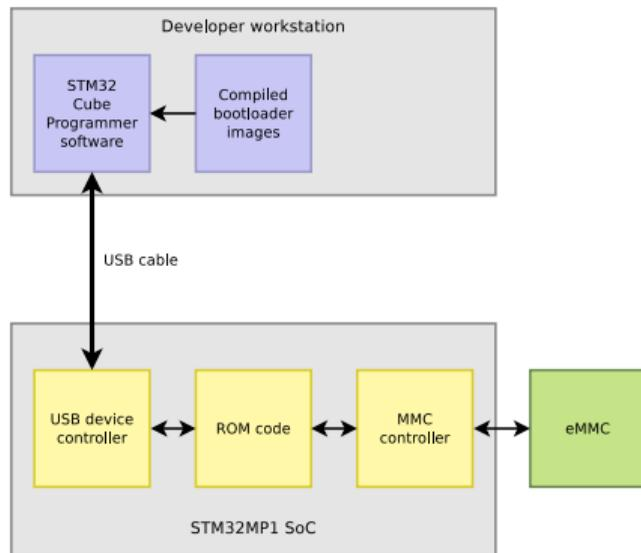 Developer workstation
STM32
Cube
Programmer
software
Compiled
bootloader
images
USB cable
USB device
controller
ROM code
MMC
controller
eMMC
STM32MP1 SoC